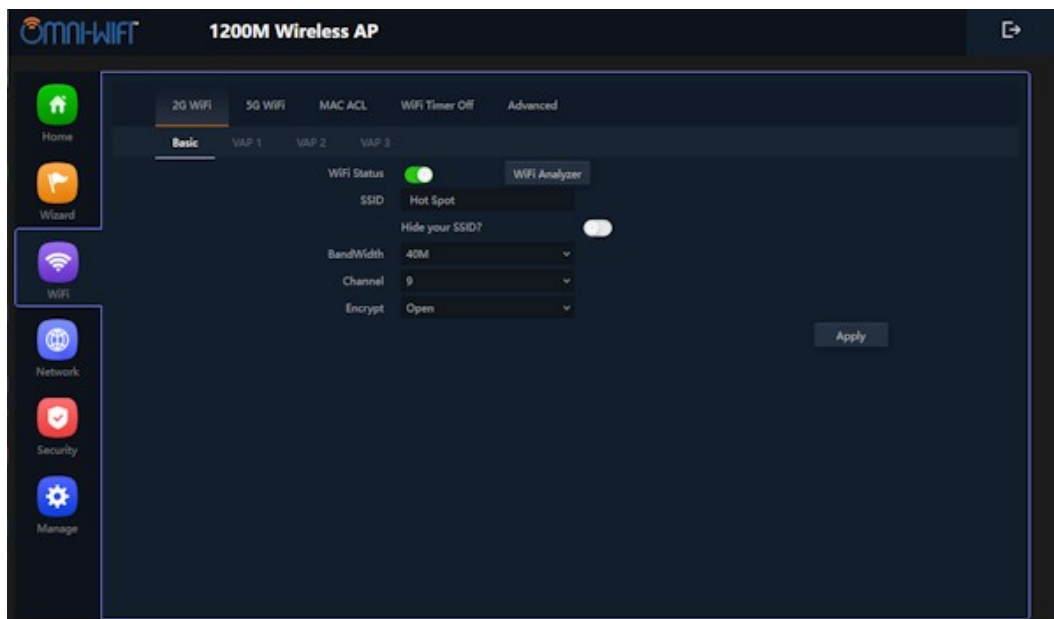 OMNI-WIFI™
1200M Wireless AP
Home
Wizard
WiFi
Network
Security
Manage
2G WiFi 5G WiFi MAC ACL WiFi Timer Off Advanced
Basic VAP 1 VAP 2 VAP 3
WiFi Status WiFi Analyzer
SSID Hot Spot
Hide your SSID?
BandWidth 40M
Channel 9
Encrypt Open
Apply